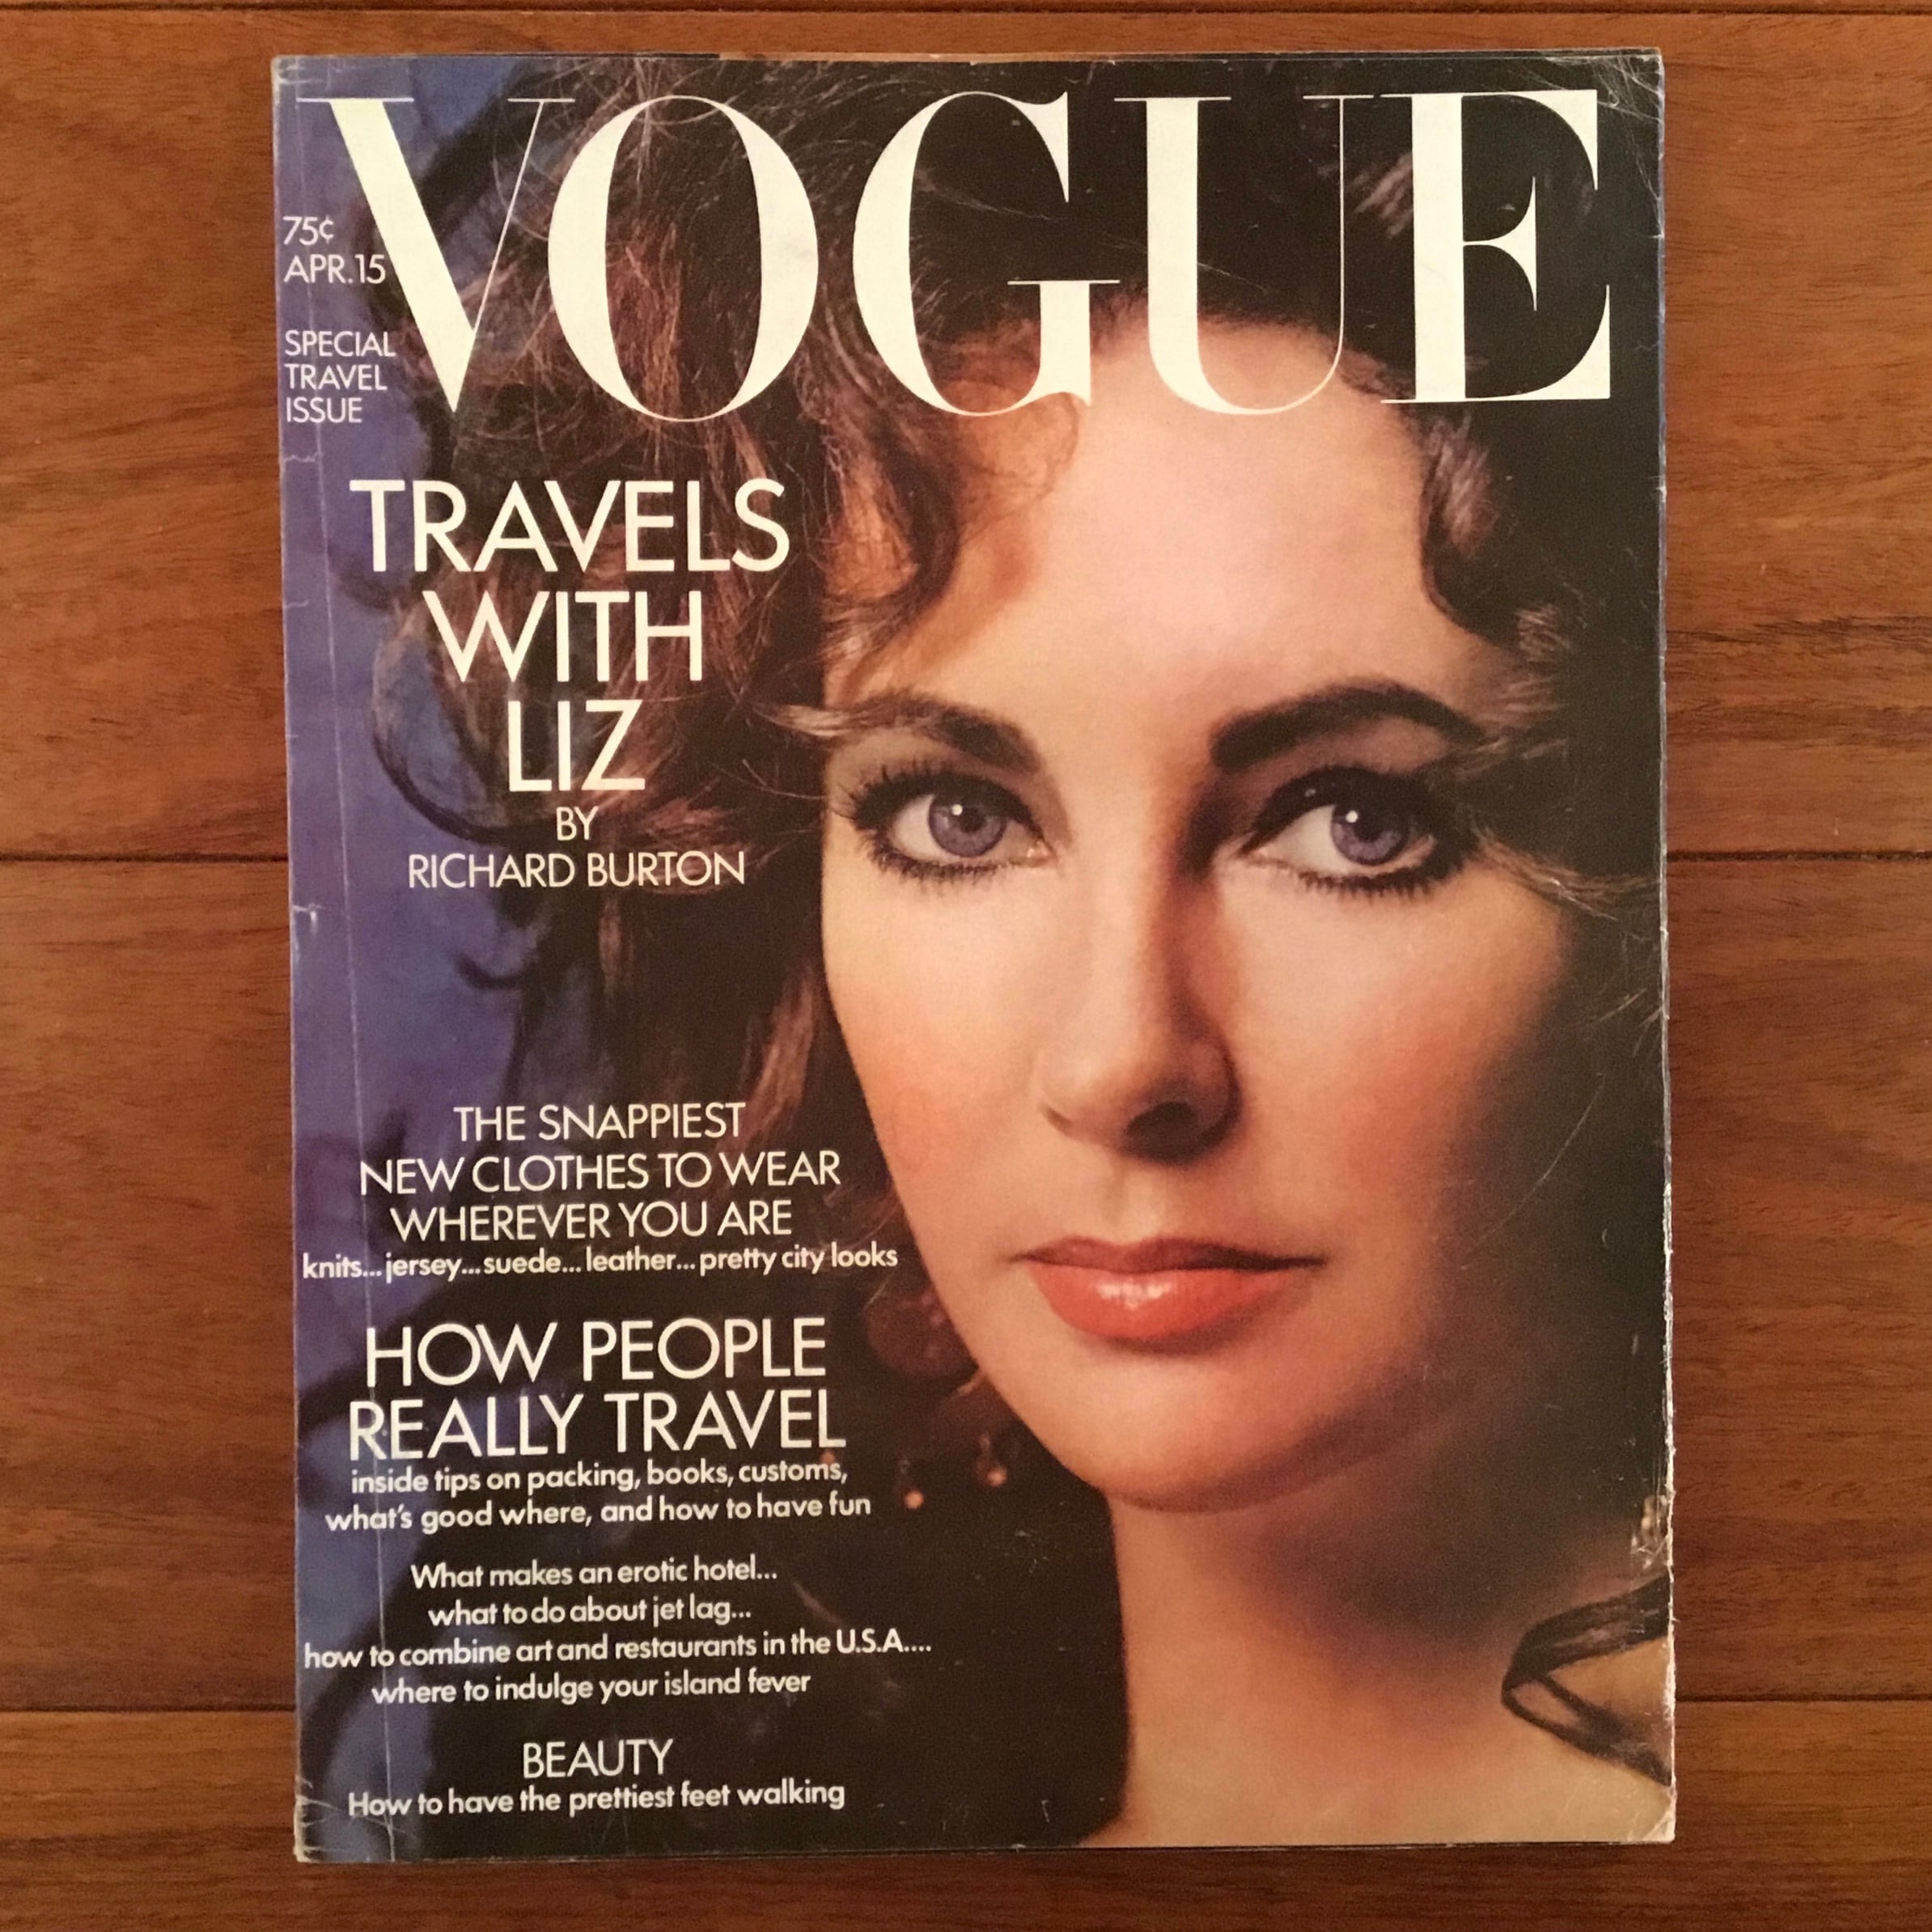 VOGUE
75¢
APR.15
SPECIAL
TRAVEL
ISSUE
TRAVELS
WITH
LIZ
BY
RICHARD BURTON
THE SNAPPIEST
NEW CLOTHES TO WEAR
WHEREVER YOU ARE
knits...jersey...suede...leather...pretty city looks
HOW PEOPLE
REALLY TRAVEL
inside tips on packing, books, customs,
what's good where, and how to have fun
What makes an erotic hotel...
what to do about jet lag...
how to combine art and restaurants in the U.S.A....
where to indulge your island fever
BEAUTY
How to have the prettiest feet walking